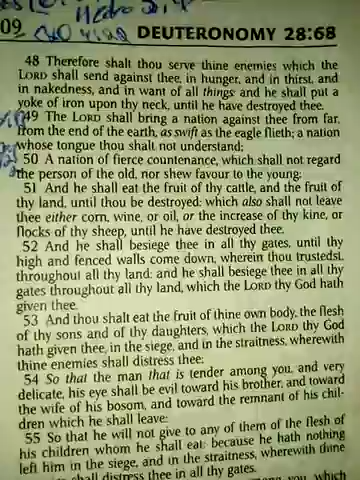 09
DEUTERONOMY 28:68
48 Therefore shalt thou serve thine enemies which the
LORD shall send against thee, in hunger, and in thirst, and
in nakedness, and in want of all things: and he shall put a
yoke of iron upon thy neck, until he have destroyed thee.
49 The LORD shall bring a nation against thee from far,
from the end of the earth, as swift as the eagle flieth; a nation
whose tongue thou shalt not understand;
50 A nation of fierce countenance, which shall not regard
the person of the old, nor shew favour to the young:
51 And he shall eat the fruit of thy cattle, and the fruit of
thy land, until thou be destroyed: which also shall not leave
thee either corn, wine, or oil, or the increase of thy kine, or
flocks of thy sheep, until he have destroyed thee.
52 And he shall besiege thee in all thy gates, until thy
high and fenced walls come down, wherein thou trustedst,
throughout all thy land: and he shall besiege thee in all thy
gates throughout all thy land, which the LORD thy God hath
given thee.
53 And thou shalt eat the fruit of thine own body, the flesh
of thy sons and of thy daughters, which the LORD thy God
hath given thee, in the siege, and in the straitness, wherewith
thine enemies shall distress thee:
54 So that the man that is tender among you, and very
delicate, his eye shall be evil toward his brother, and toward
the wife of his bosom, and toward the remnant of his chil-
dren which he shall leave:
55 So that he will not give to any of them of the flesh of
his children whom he shall eat: because he hath nothing
left him in the siege, and in the straitness, wherewith thine
shall distress thee in all thy gates.
you, which